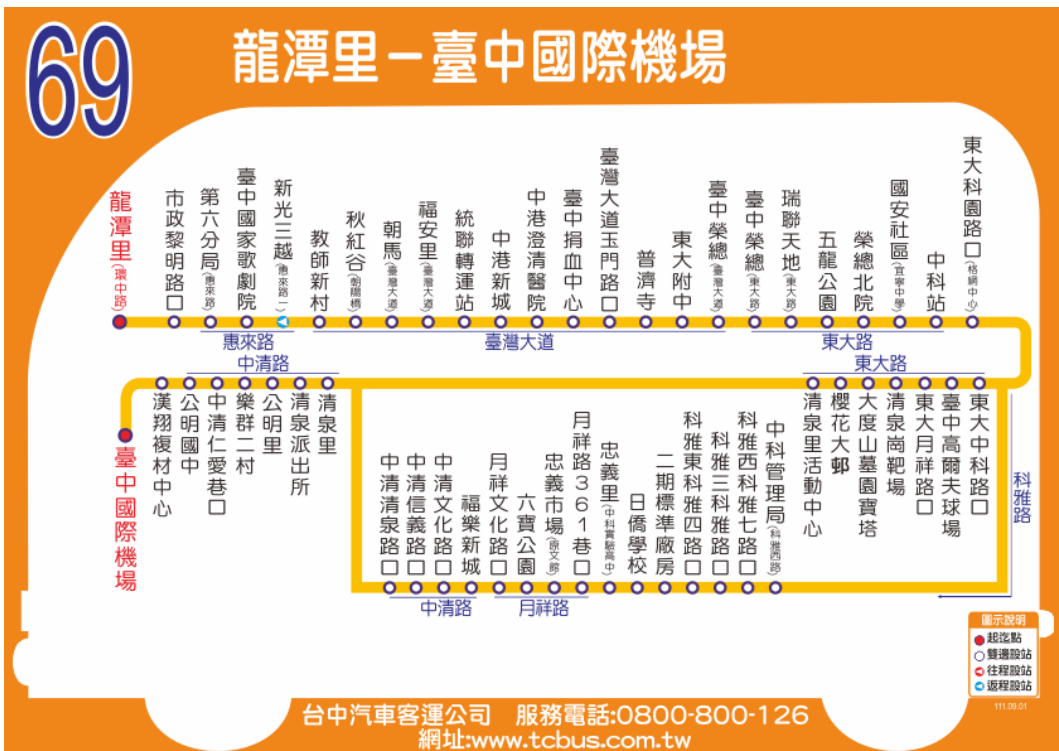 69
龍潭里－臺中國際機場
龍潭里(環中路)
市政黎明路口
第六分局(惠來路)
臺中國家歌劇院
新光三越(惠來路一)
教師新村
秋紅谷(朝陽橋)
朝馬(臺灣大道)
福安里(臺灣大道)
統聯轉運站
中港新城
中港澄清醫院
臺中捐血中心
臺灣大道玉門路口
普濟寺
東大附中
臺中榮總(臺灣大道)
臺中榮總(東大路)
瑞聯天地(東大路)
五龍公園
榮總北院
國安社區(宜寧中學)
中科站
東大科園路口(格網中心)
惠來路
臺灣大道
東大路
中清路
東大路
漢翔複材中心
公明國中
中清仁愛巷口
樂群二村
公明里
清泉派出所
清泉里
清泉里活動中心
櫻花大邨
大度山墓園寶塔
清泉崗靶場
東大月祥路口
臺中高爾夫球場
東大中科路口
臺中國際機場
科雅路
中清清泉路口
中清信義路口
中清文化路口
福樂新城
月祥文化路口
六寶公園
忠義市場(原文館)
月祥路361巷口
忠義里(中科實驗高中)
日僑學校
二期標準廠房
科雅東科雅四路口
科雅三科雅路口
科雅西科雅七路口
中科管理局(科雅西路)
中清路
月祥路
圖示說明
起迄點
雙邊設站
往程設站
返程設站
111.09.01
台中汽車客運公司 服務電話:0800-800-126
網址:www.tcbus.com.tw